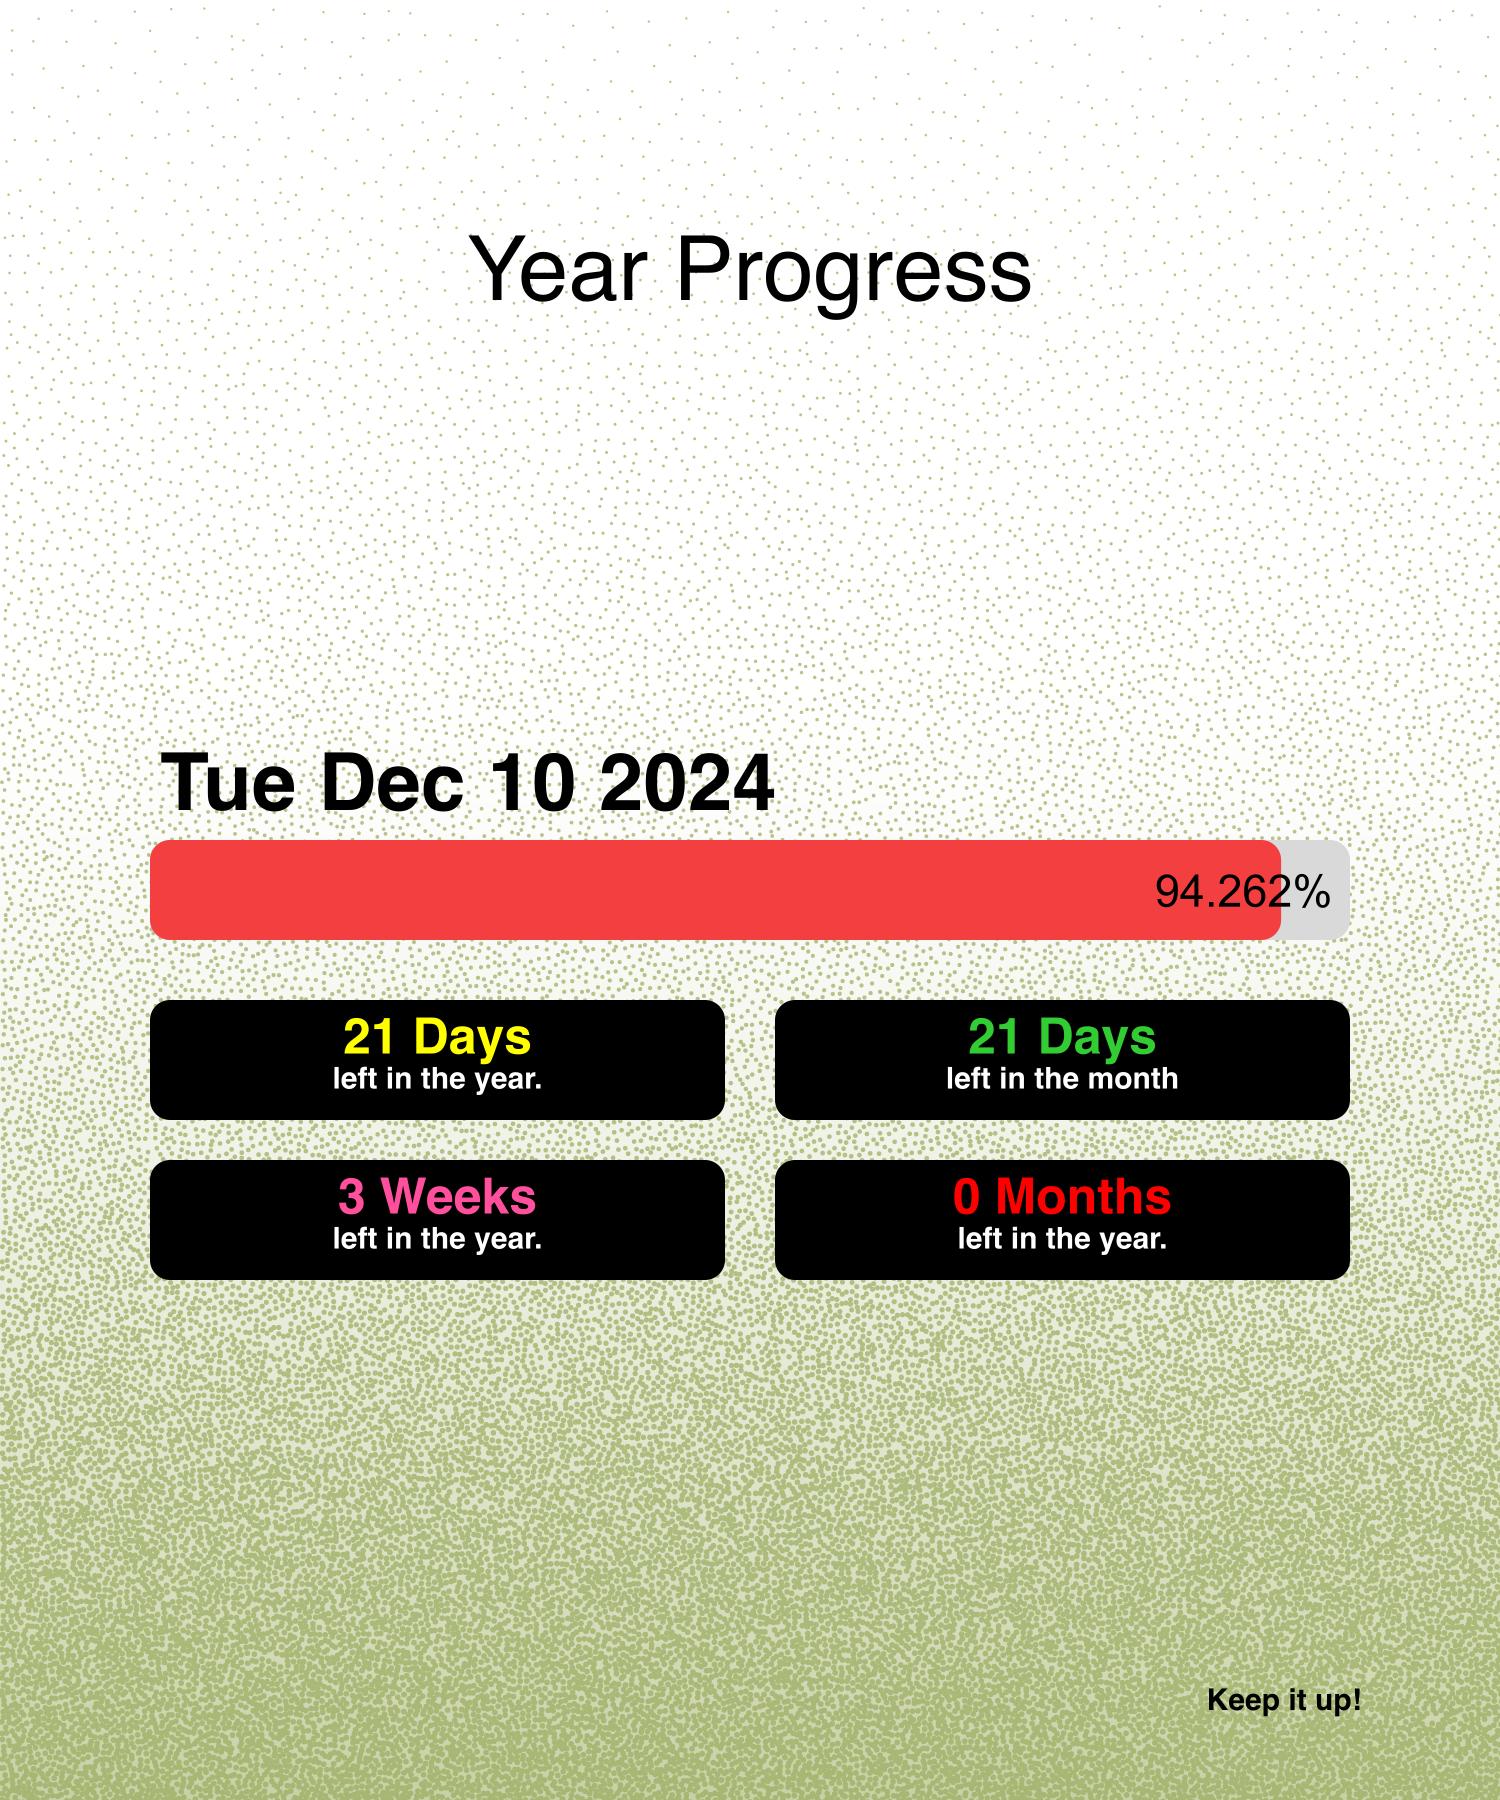 Year Progress
Tue Dec 10 2024
94.262%
21 Days
left in the year.
21 Days
left in the month
3 Weeks
left in the year.
0 Months
left in the year.
Keep it up!